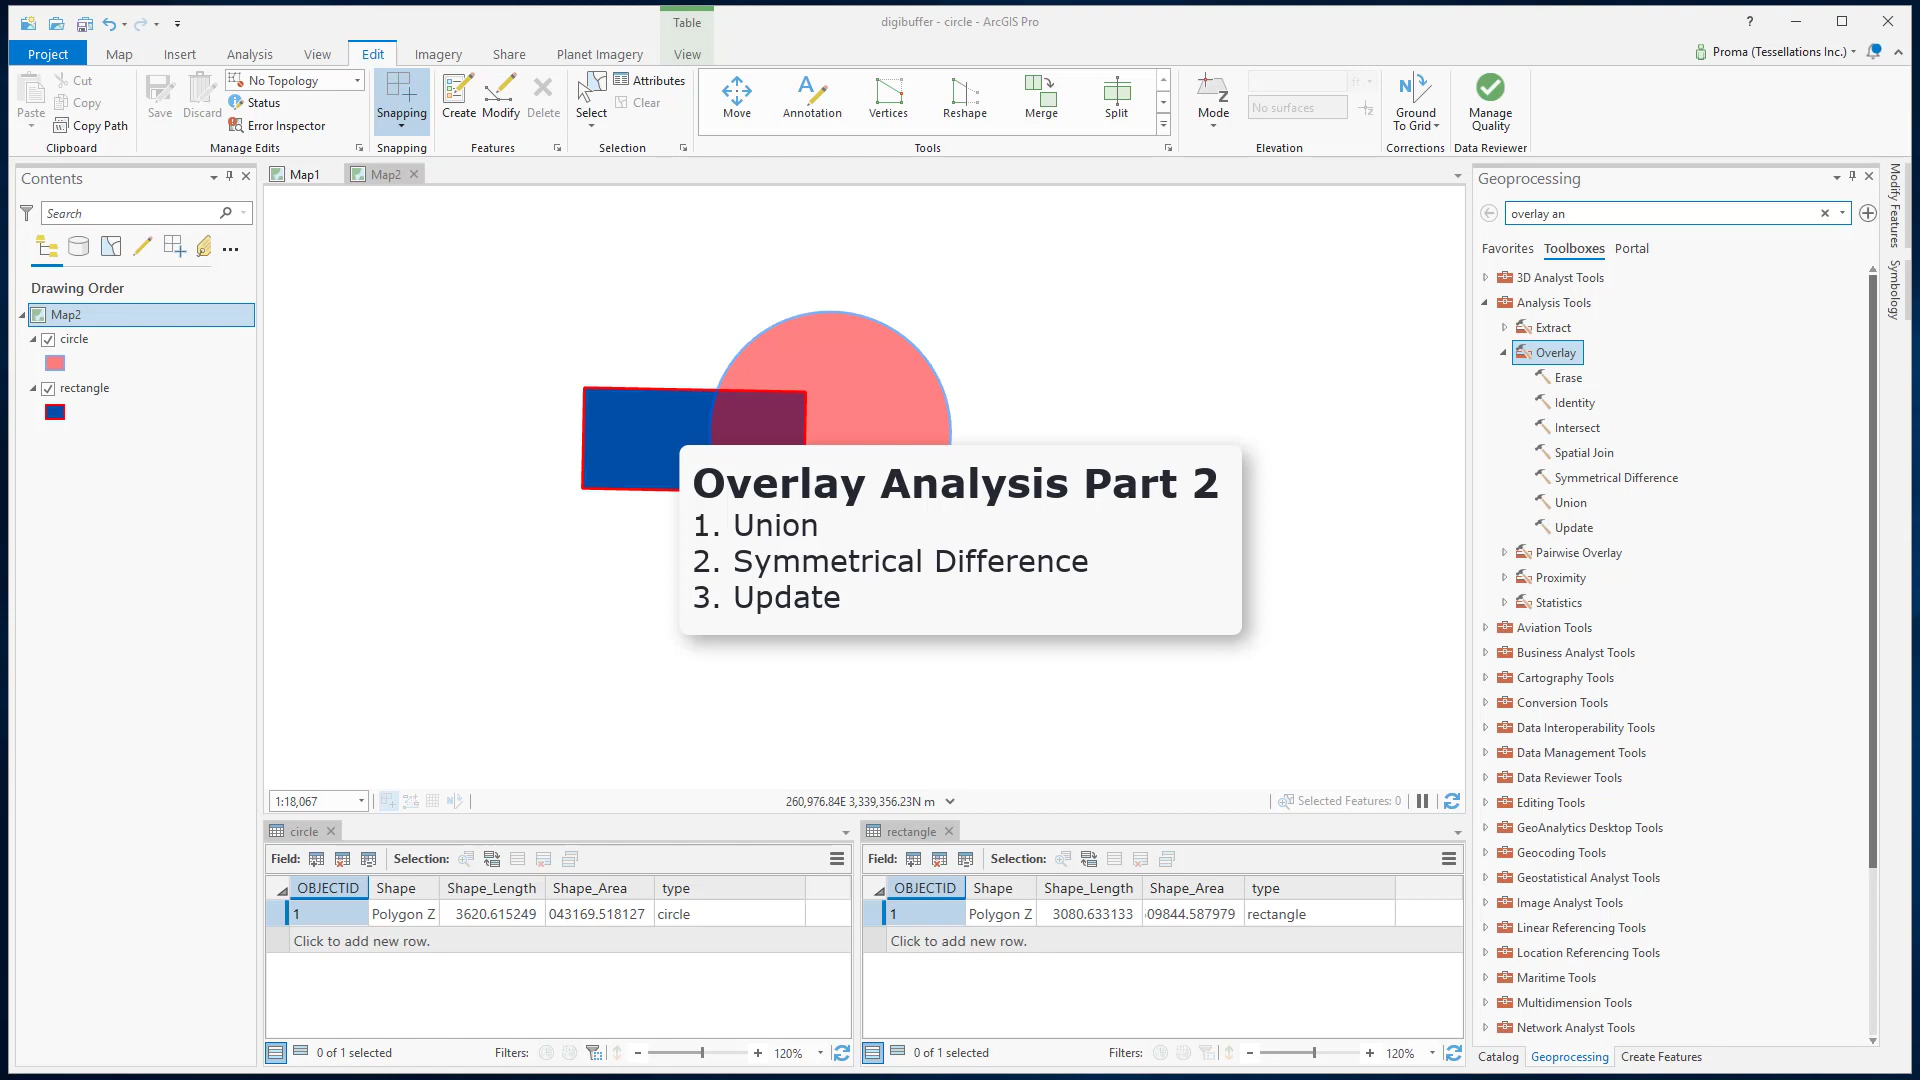 Table
digibuffer - circle - ArcGIS Pro
?
Project
Map
Insert
Analysis
View
Edit
Imagery
Share
Planet Imagery
View
Proma (Tessellations Inc.)
Paste
Cut
Copy
Copy Path
Clipboard
Save
Discard
No Topology
Status
Error Inspector
Manage Edits
Snapping
Snapping
Create
Modify
Delete
Features
Select
Attributes
Clear
Selection
Move
Annotation
Vertices
Reshape
Merge
Split
Tools
Mode
ft
No surfaces
Elevation
Ground To Grid
Corrections
Manage Quality
Data Reviewer
Contents
Search
Drawing Order
Map2
circle
rectangle
Map1
Map2
Overlay Analysis Part 2
1. Union
2. Symmetrical Difference
3. Update
1:18,067
260,976.84E 3,339,356.23N m
Selected Features: 0
circle
Field:
Selection:
OBJECTID Shape Shape_Length Shape_Area type
1 Polygon Z 3620.615249 043169.518127 circle
Click to add new row.
0 of 1 selected
Filters:
- + 120%
rectangle
Field:
Selection:
OBJECTID Shape Shape_Length Shape_Area type
1 Polygon Z 3080.633133 09844.587979 rectangle
Click to add new row.
0 of 1 selected
Filters:
- + 120%
Geoprocessing
overlay an
Favorites
Toolboxes
Portal
3D Analyst Tools
Analysis Tools
Extract
Overlay
Erase
Identity
Intersect
Spatial Join
Symmetrical Difference
Union
Update
Pairwise Overlay
Proximity
Statistics
Aviation Tools
Business Analyst Tools
Cartography Tools
Conversion Tools
Data Interoperability Tools
Data Management Tools
Data Reviewer Tools
Editing Tools
GeoAnalytics Desktop Tools
Geocoding Tools
Geostatistical Analyst Tools
Image Analyst Tools
Linear Referencing Tools
Location Referencing Tools
Maritime Tools
Multidimension Tools
Network Analyst Tools
Catalog
Geoprocessing
Create Features
Modify Features
Symbology